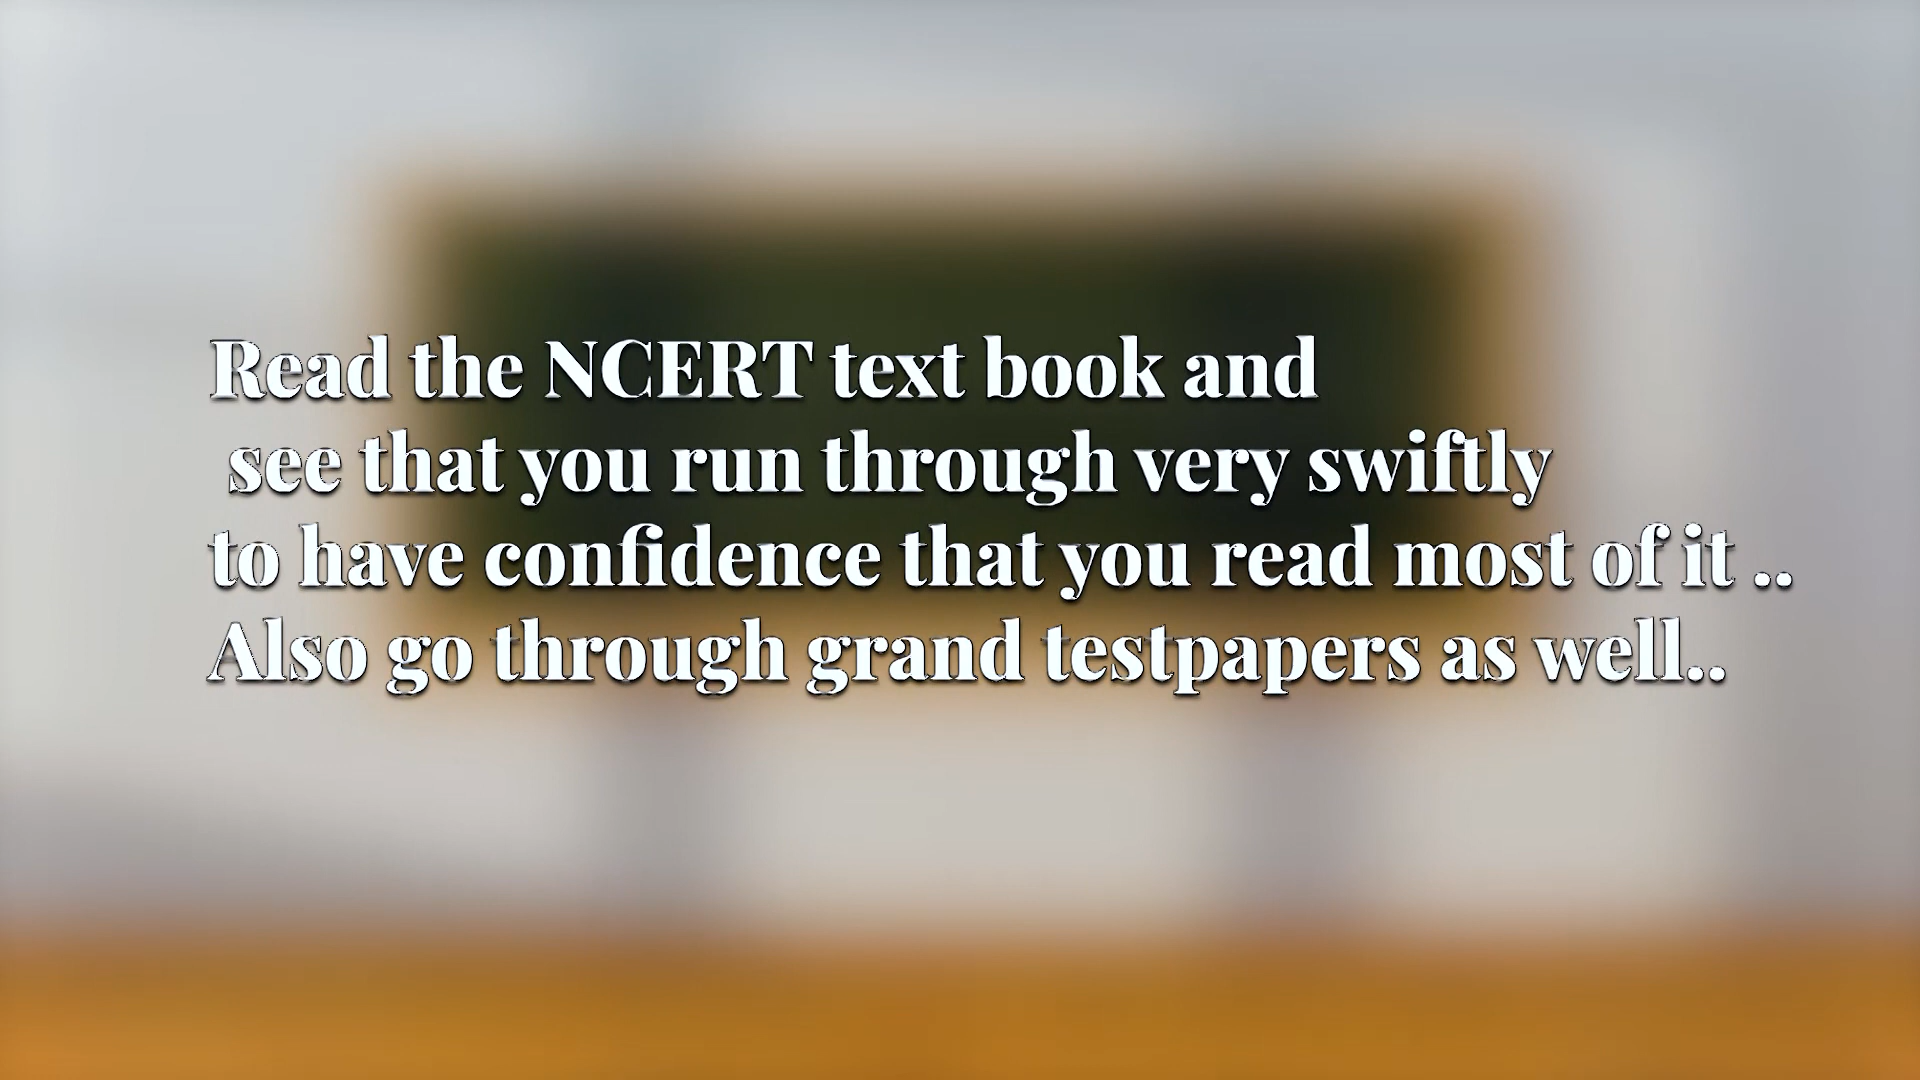 Read the NCERT text book and
see that you run through very swiftly
to have confidence that you read most of it ..
Also go through grand testpapers as well..